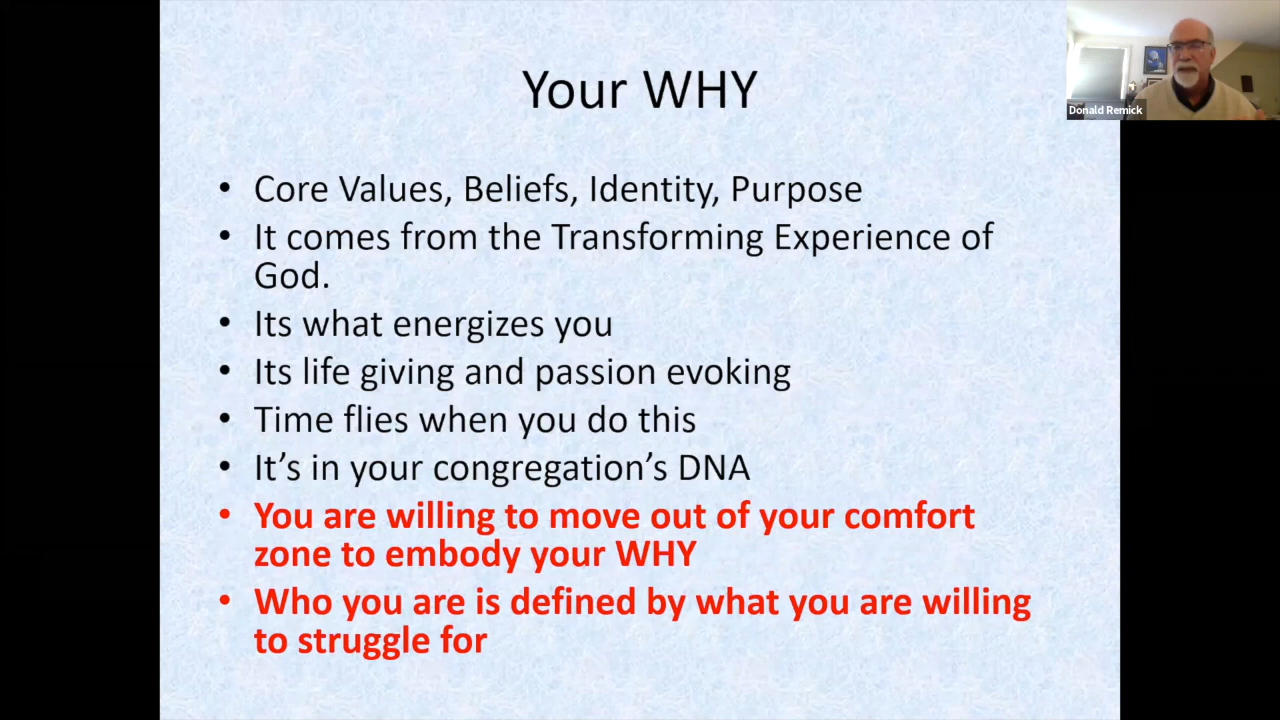 Your WHY
Donald Remick
• Core Values, Beliefs, Identity, Purpose
• It comes from the Transforming Experience of
God.
• Its what energizes you
• Its life giving and passion evoking
• Time flies when you do this
• It’s in your congregation’s DNA
• You are willing to move out of your comfort
zone to embody your WHY
• Who you are is defined by what you are willing
to struggle for